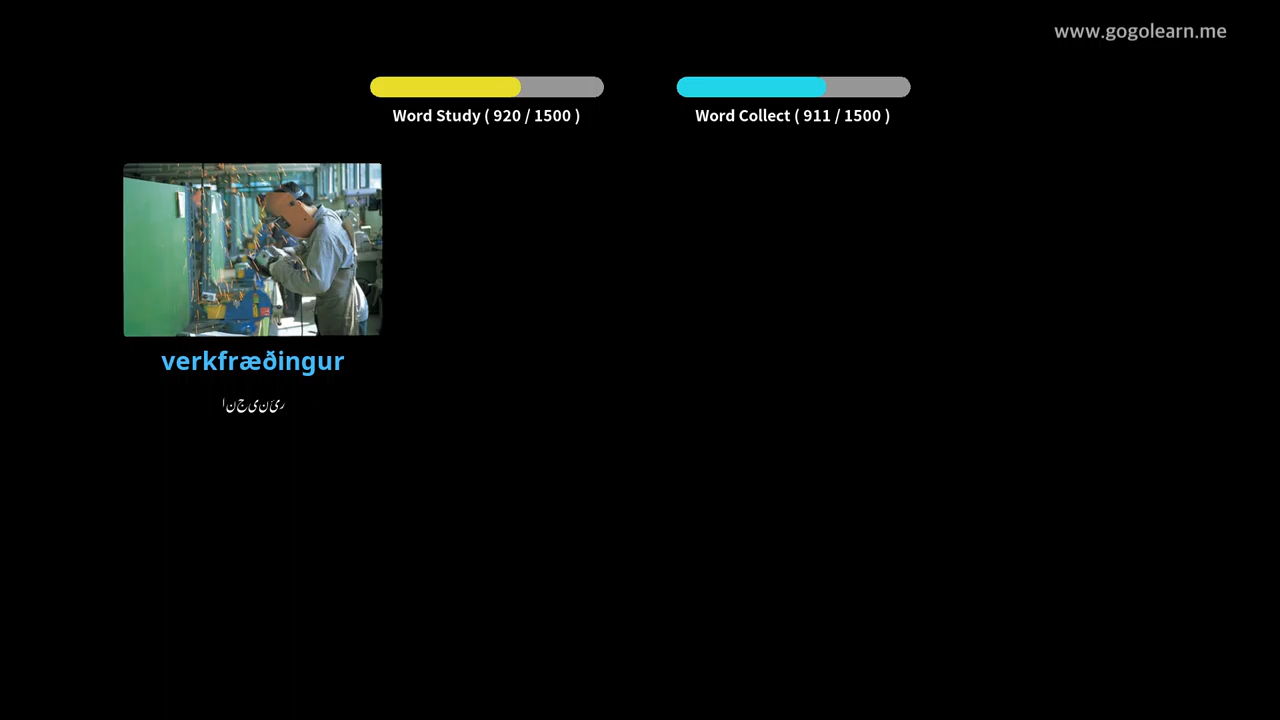 www.gogolearn.me
Word Study ( 920 / 1500 )
Word Collect ( 911 / 1500 )
verkfræðingur
انجینئر